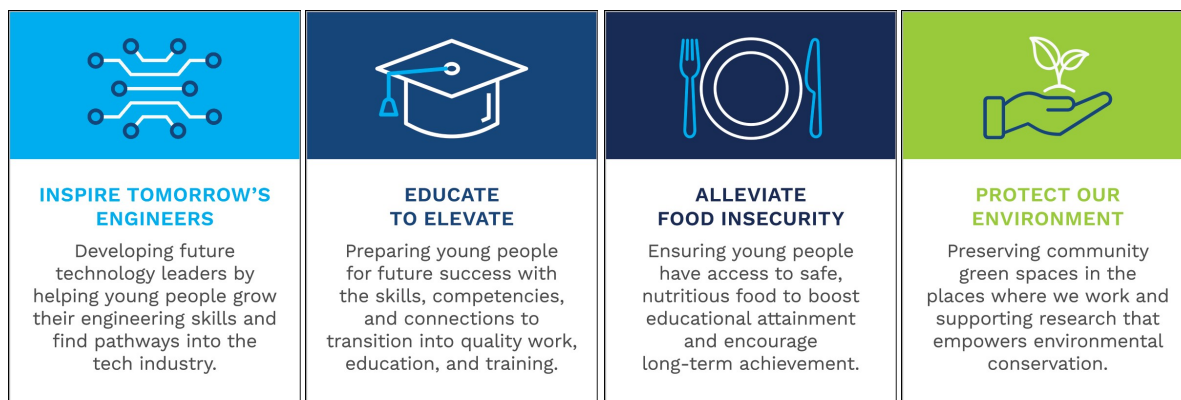 INSPIRE TOMORROW’S
ENGINEERS
Developing future
technology leaders by
helping young people grow
their engineering skills and
find pathways into the
tech industry.
EDUCATE
TO ELEVATE
Preparing young people
for future success with
the skills, competencies,
and connections to
transition into quality work,
education, and training.
ALLEVIATE
FOOD INSECURITY
Ensuring young people
have access to safe,
nutritious food to boost
educational attainment
and encourage
long-term achievement.
PROTECT OUR
ENVIRONMENT
Preserving community
green spaces in the
places where we work and
supporting research that
empowers environmental
conservation.